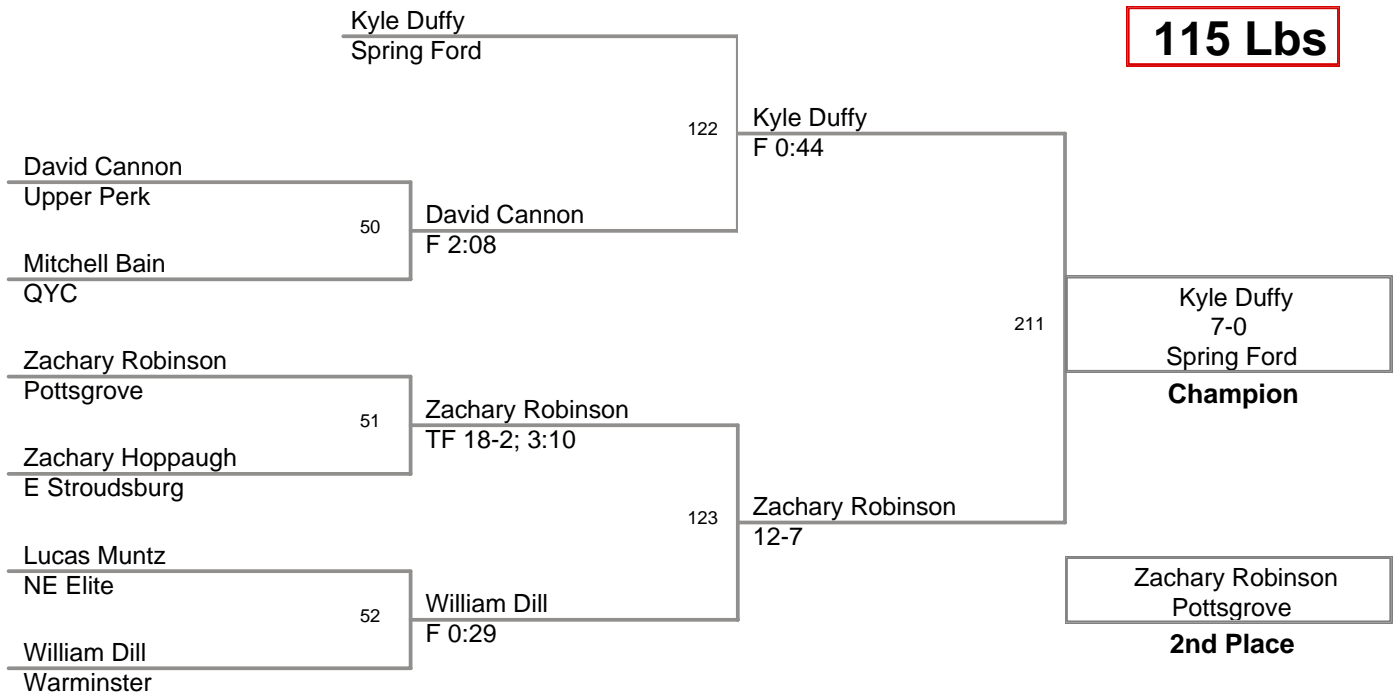 Kyle Duffy
Spring Ford
115 Lbs
122
Kyle Duffy
F 0:44
David Cannon
Upper Perk
50
David Cannon
F 2:08
Mitchell Bain
QYC
211
Kyle Duffy
7-0
Spring Ford
Champion
Zachary Robinson
Pottsgrove
51
Zachary Robinson
TF 18-2; 3:10
Zachary Hoppaugh
E Stroudsburg
123
Zachary Robinson
12-7
Lucas Muntz
NE Elite
52
William Dill
F 0:29
William Dill
Warminster
Zachary Robinson
Pottsgrove
2nd Place